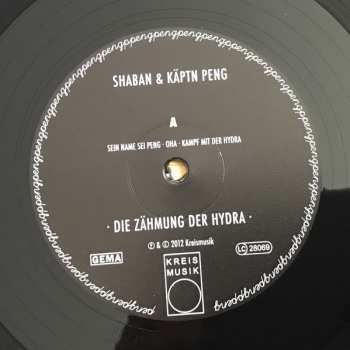 SHABAN & KÄPTN PENG
A
SEIN NAME SEI PENG · OHA · KAMPF MIT DER HYDRA
· DIE ZÄHMUNG DER HYDRA ·
℗ & © 2012 Kreismusik
GEMA
KREIS
MUSIK
LC 28069
pengpengpengpengpengpengpengpengpengpengpengpeng